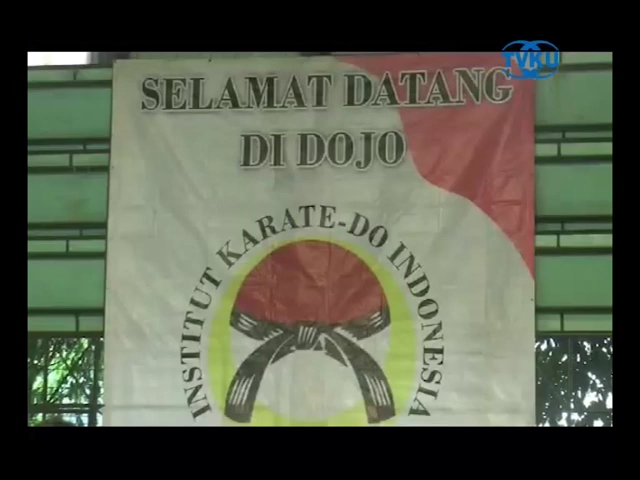 TVKU
SELAMAT DATANG
DI DOJO
INSTITUT KARATE-DO INDONESIA